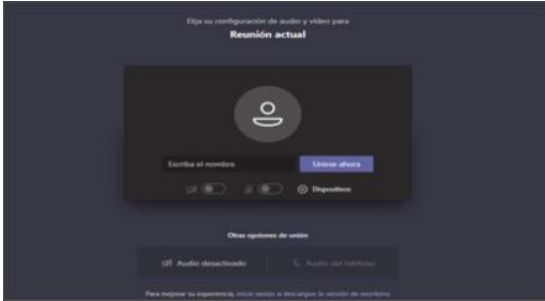 Elija su configuración de audio y vídeo para
Reunión actual
Escriba el nombre
Unirse ahora
Dispositivos
Otras opciones de unión
Audio desactivado
Audio del teléfono
Para mejorar su experiencia, inicie sesión o descargue la versión de escritorio